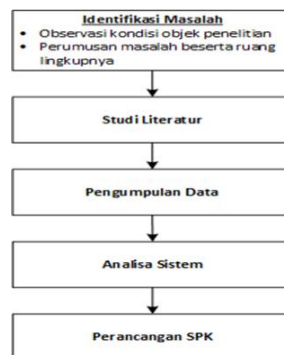 Identifikasi Masalah
• Observasi kondisi objek penelitian
• Perumusan masalah beserta ruang
lingkupnya
Studi Literatur
Pengumpulan Data
Analisa Sistem
Perancangan SPK